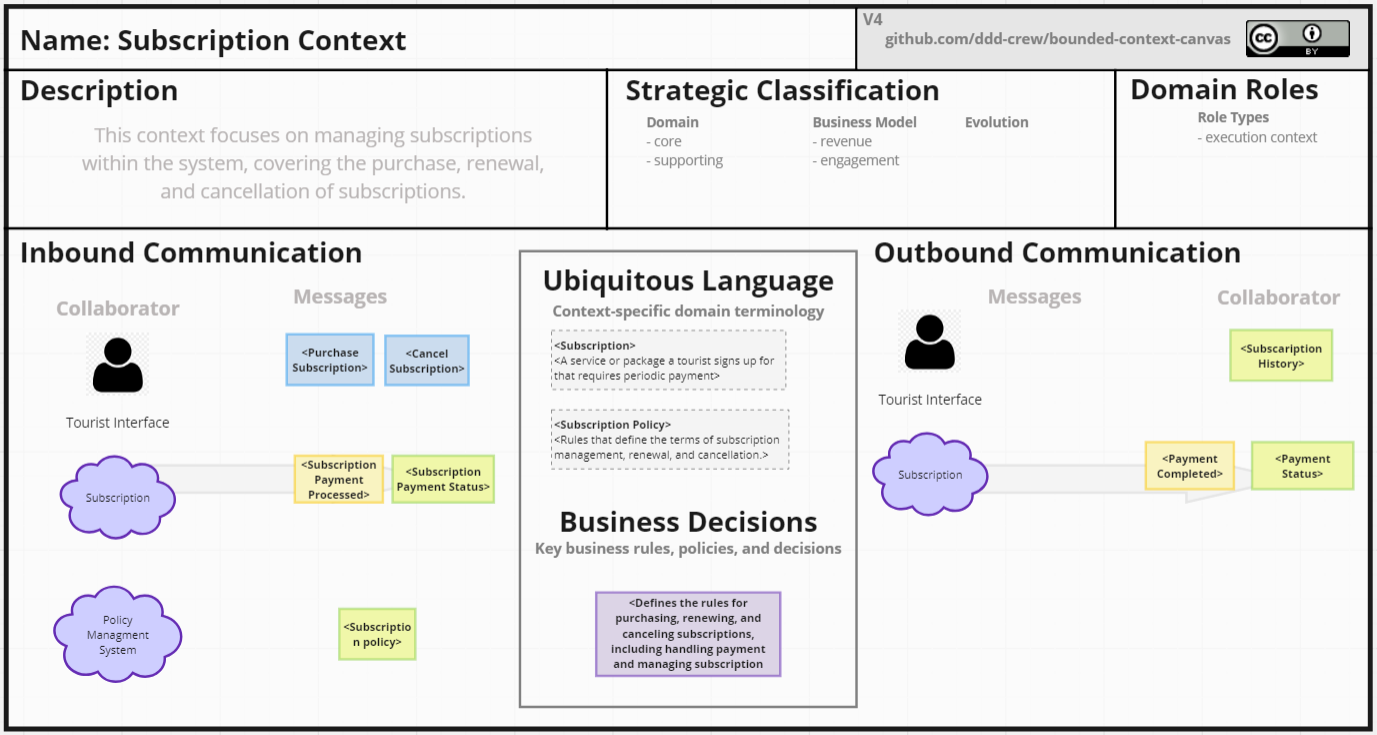 Name: Subscription Context
V4
github.com/ddd-crew/bounded-context-canvas
cc
BY
Description
This context focuses on managing subscriptions
within the system, covering the purchase, renewal,
and cancellation of subscriptions.
Strategic Classification
Domain
- core
- supporting
Business Model
- revenue
- engagement
Evolution
Domain Roles
Role Types
- execution context
Inbound Communication
Collaborator
Messages
Tourist Interface
<Purchase
Subscription>
<Cancel
Subscription>
Subscription
<Subscription
Payment
Processed>
<Subscription
Payment Status>
Policy
Managment
System
<Subscriptio
n policy>
Ubiquitous Language
Context-specific domain terminology
<Subscription>
<A service or package a tourist signs up for
that requires periodic payment>
<Subscription Policy>
<Rules that define the terms of subscription
management, renewal, and cancellation.>
Business Decisions
Key business rules, policies, and decisions
<Defines the rules for
purchasing, renewing, and
canceling subscriptions,
including handling payment
and managing subscription
Outbound Communication
Messages
Collaborator
Tourist Interface
<Subscaription
History>
Subscription
<Payment
Completed>
<Payment
Status>